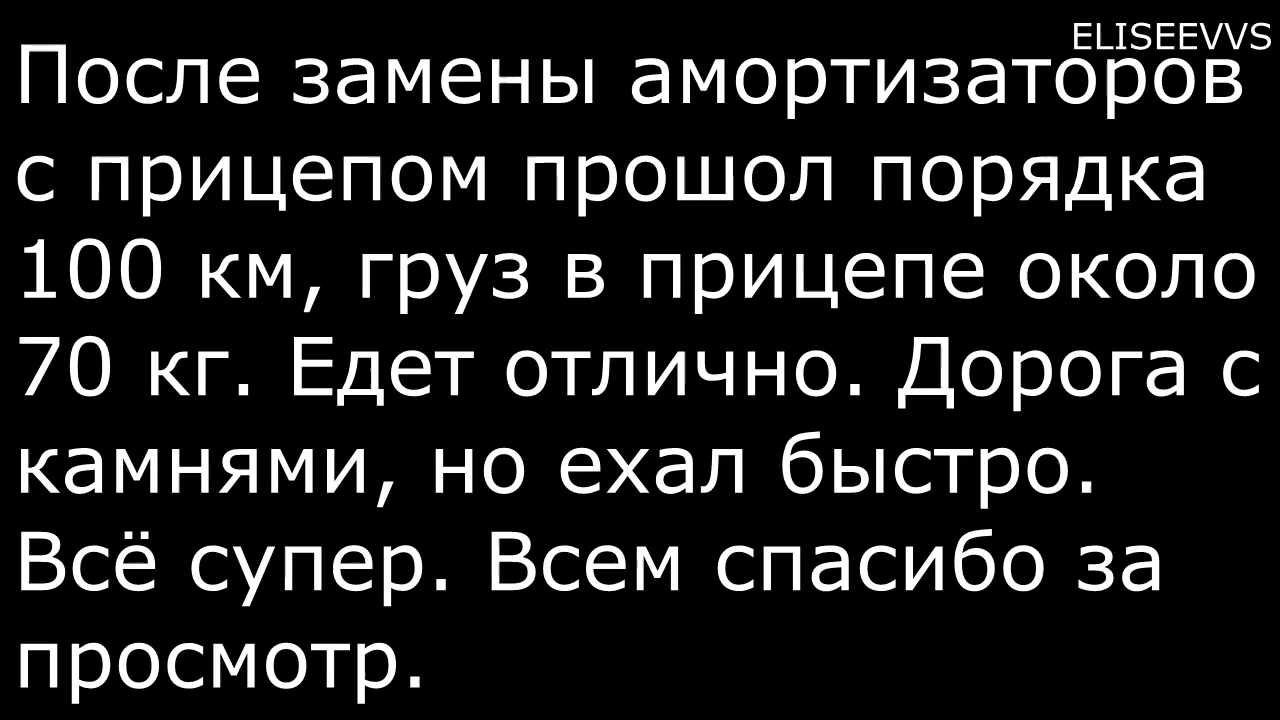 ELISEEVVS
После замены амортизаторов
с прицепом прошол порядка
100 км, груз в прицепе около
70 кг. Едет отлично. Дорога с
камнями, но ехал быстро.
Всё супер. Всем спасибо за
просмотр.